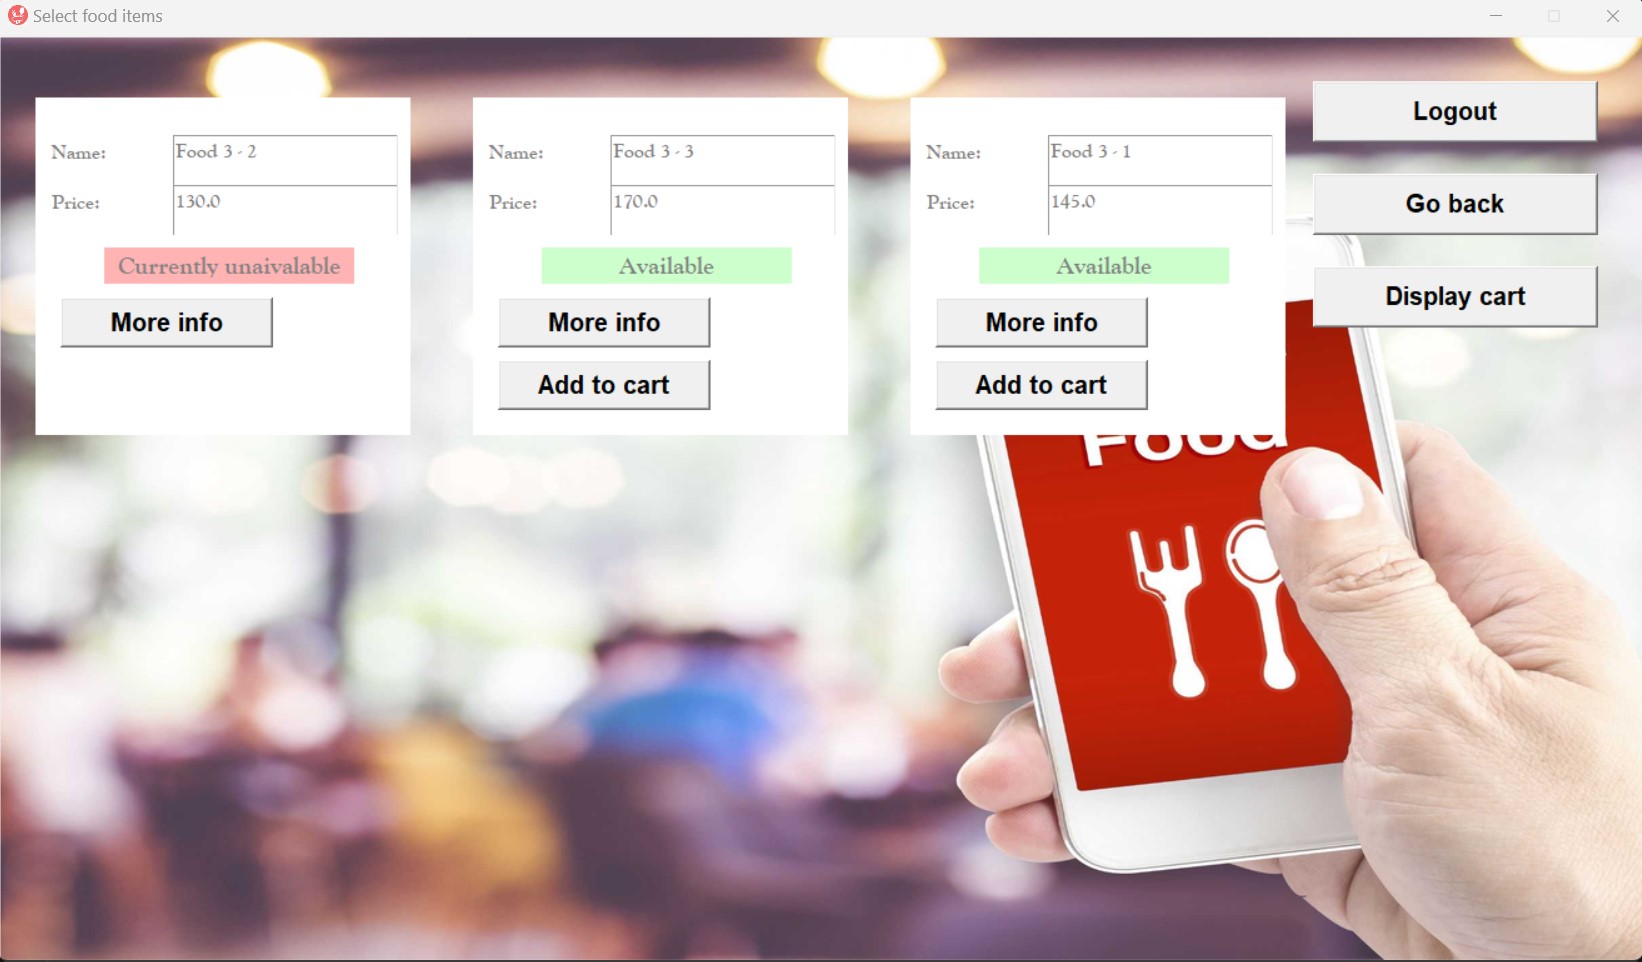 Select food items
Name: Food 3 - 2
Price: 130.0
Currently unaivalable
More info
Name: Food 3 - 3
Price: 170.0
Available
More info
Add to cart
Name: Food 3 - 1
Price: 145.0
Available
More info
Add to cart
Logout
Go back
Display cart
Food